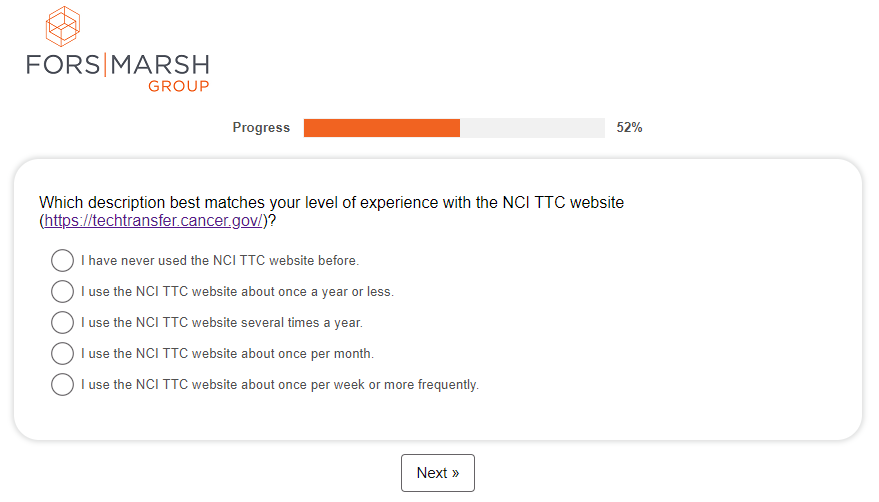 FORS|MARSH
GROUP
Progress 52%
Which description best matches your level of experience with the NCI TTC website
(https://techtransfer.cancer.gov/)?
I have never used the NCI TTC website before.
I use the NCI TTC website about once a year or less.
I use the NCI TTC website several times a year.
I use the NCI TTC website about once per month.
I use the NCI TTC website about once per week or more frequently.
Next »